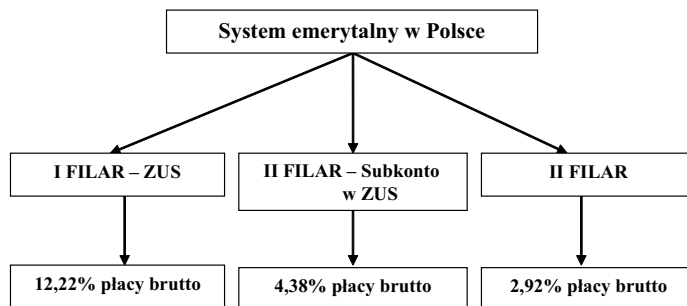 System emerytalny w Polsce
I FILAR – ZUS
II FILAR – Subkonto
w ZUS
II FILAR
12,22% płacy brutto
4,38% płacy brutto
2,92% płacy brutto